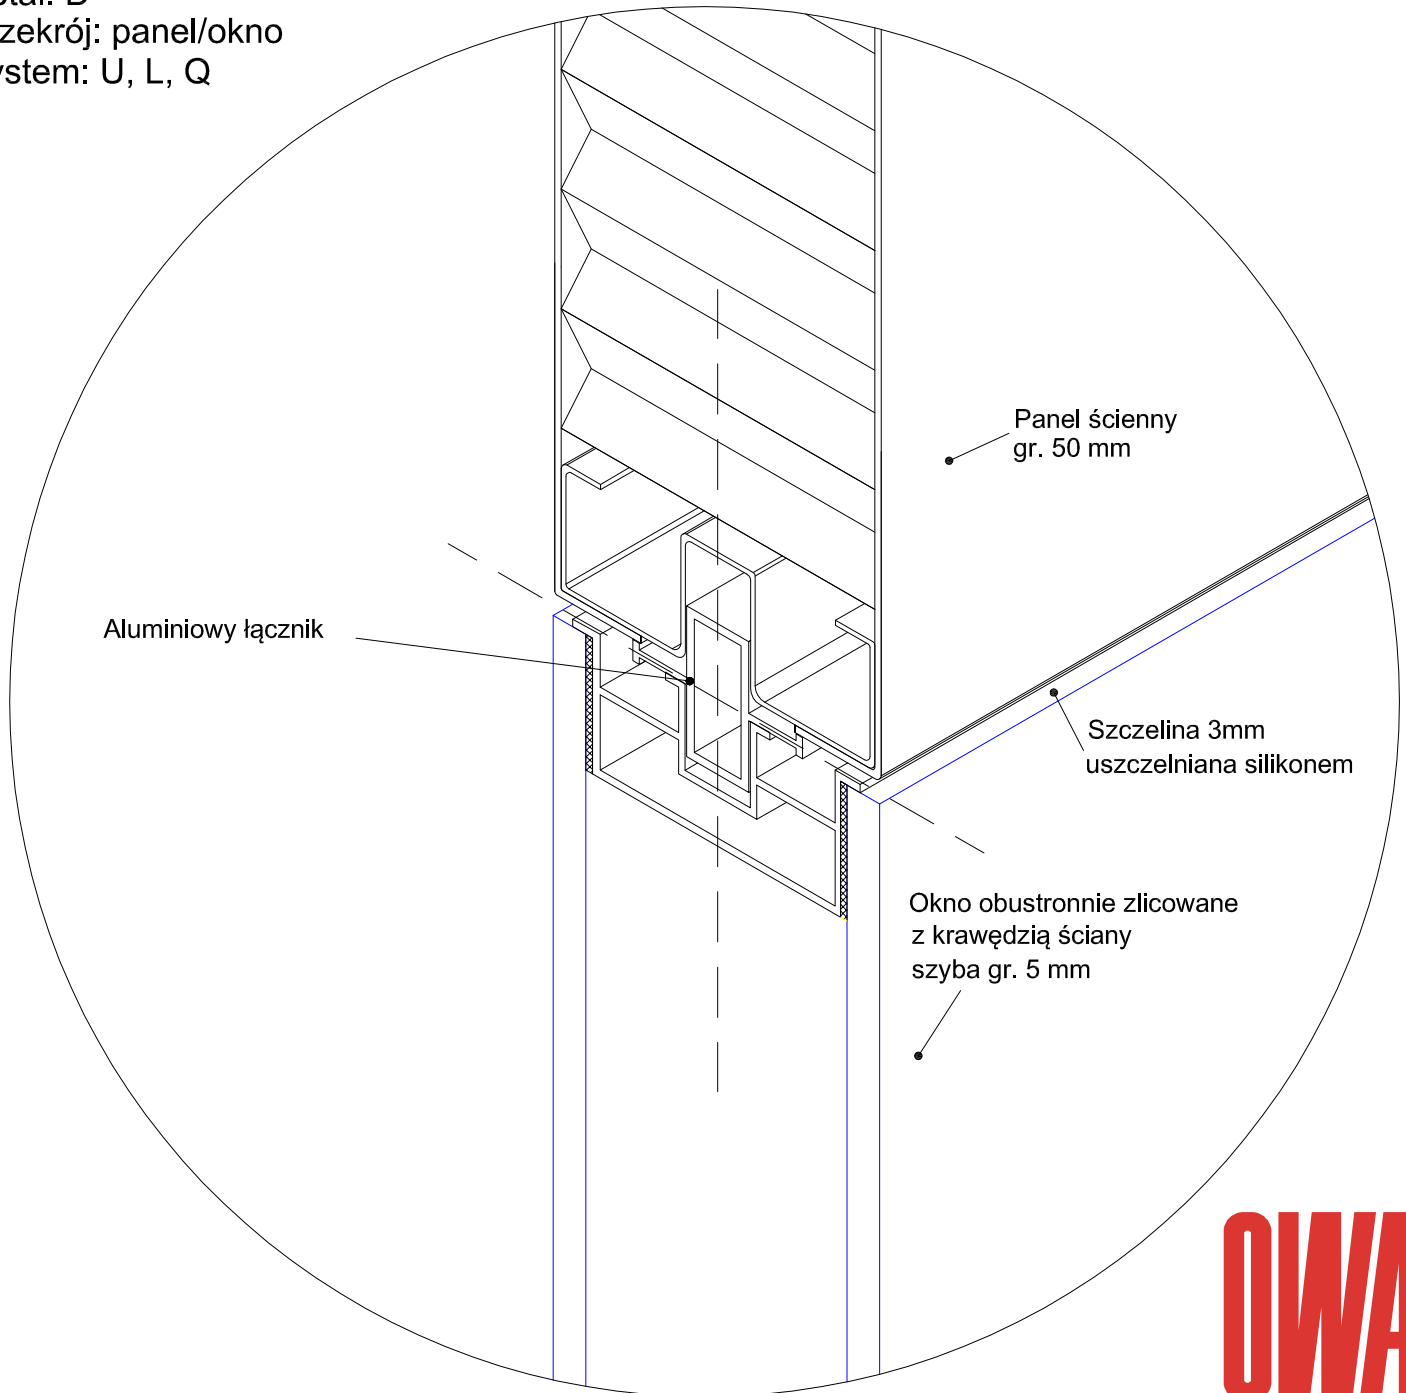 zekrój: panel/okno
ystem: U, L, Q
Panel ścienny
gr. 50 mm
Aluminiowy łącznik
Szczelina 3mm
uszczelniana silikonem
Okno obustronnie zlicowane
z krawędzią ściany
szyba gr. 5 mm
OWA